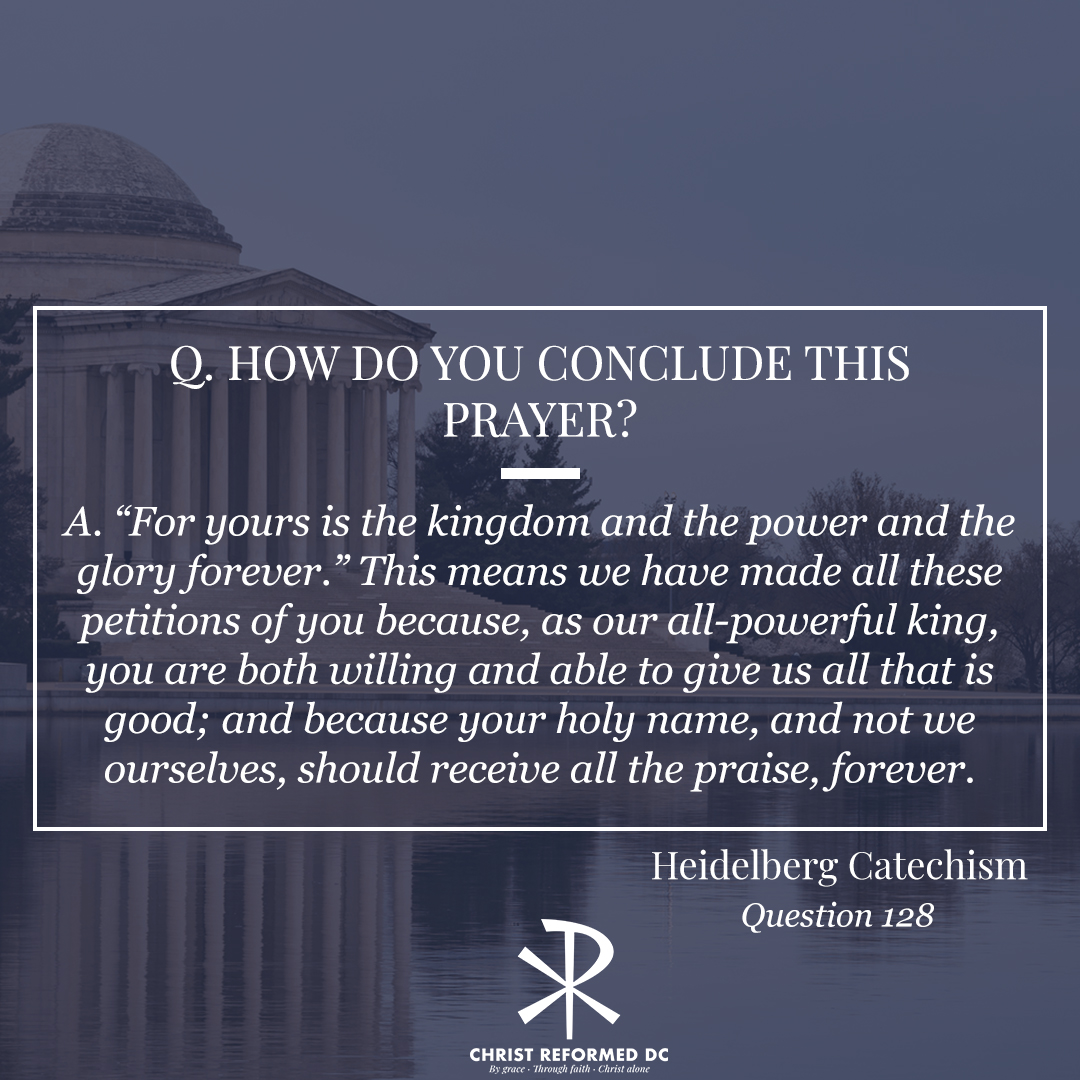 Q. HOW DO YOU CONCLUDE THIS
PRAYER?
A. “For yours is the kingdom and the power and the
glory forever.” This means we have made all these
petitions of you because, as our all-powerful king,
you are both willing and able to give us all that is
good; and because your holy name, and not we
ourselves, should receive all the praise, forever.
Heidelberg Catechism
Question 128
CHRIST REFORMED DC
By grace · Through faith · Christ alone